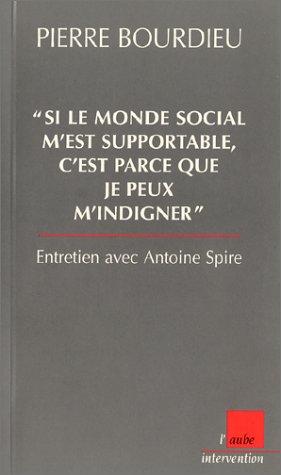 PIERRE BOURDIEU
“SI LE MONDE SOCIAL
M'EST SUPPORTABLE,
C'EST PARCE QUE
JE PEUX
M'INDIGNER”
Entretien avec Antoine Spire
l'aube
intervention